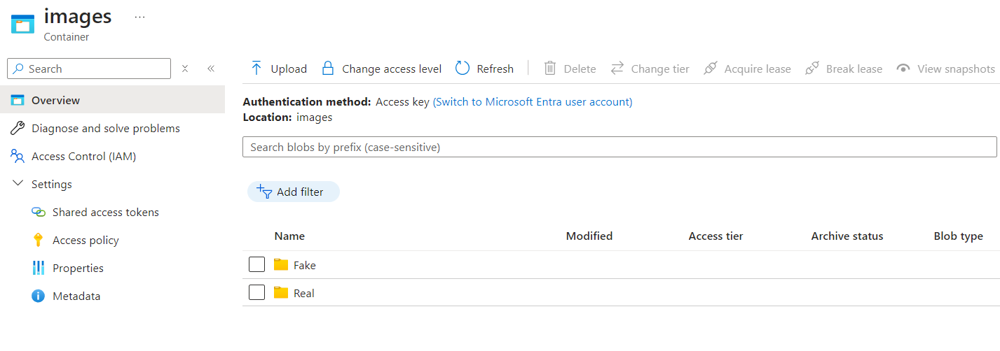 images ...
Container
Search
Overview
Diagnose and solve problems
Access Control (IAM)
Settings
Shared access tokens
Access policy
Properties
Metadata
Upload Change access level Refresh Delete Change tier Acquire lease Break lease View snapshots
Authentication method: Access key (Switch to Microsoft Entra user account)
Location: images
Search blobs by prefix (case-sensitive)
Add filter
Name Modified Access tier Archive status Blob type
Fake
Real